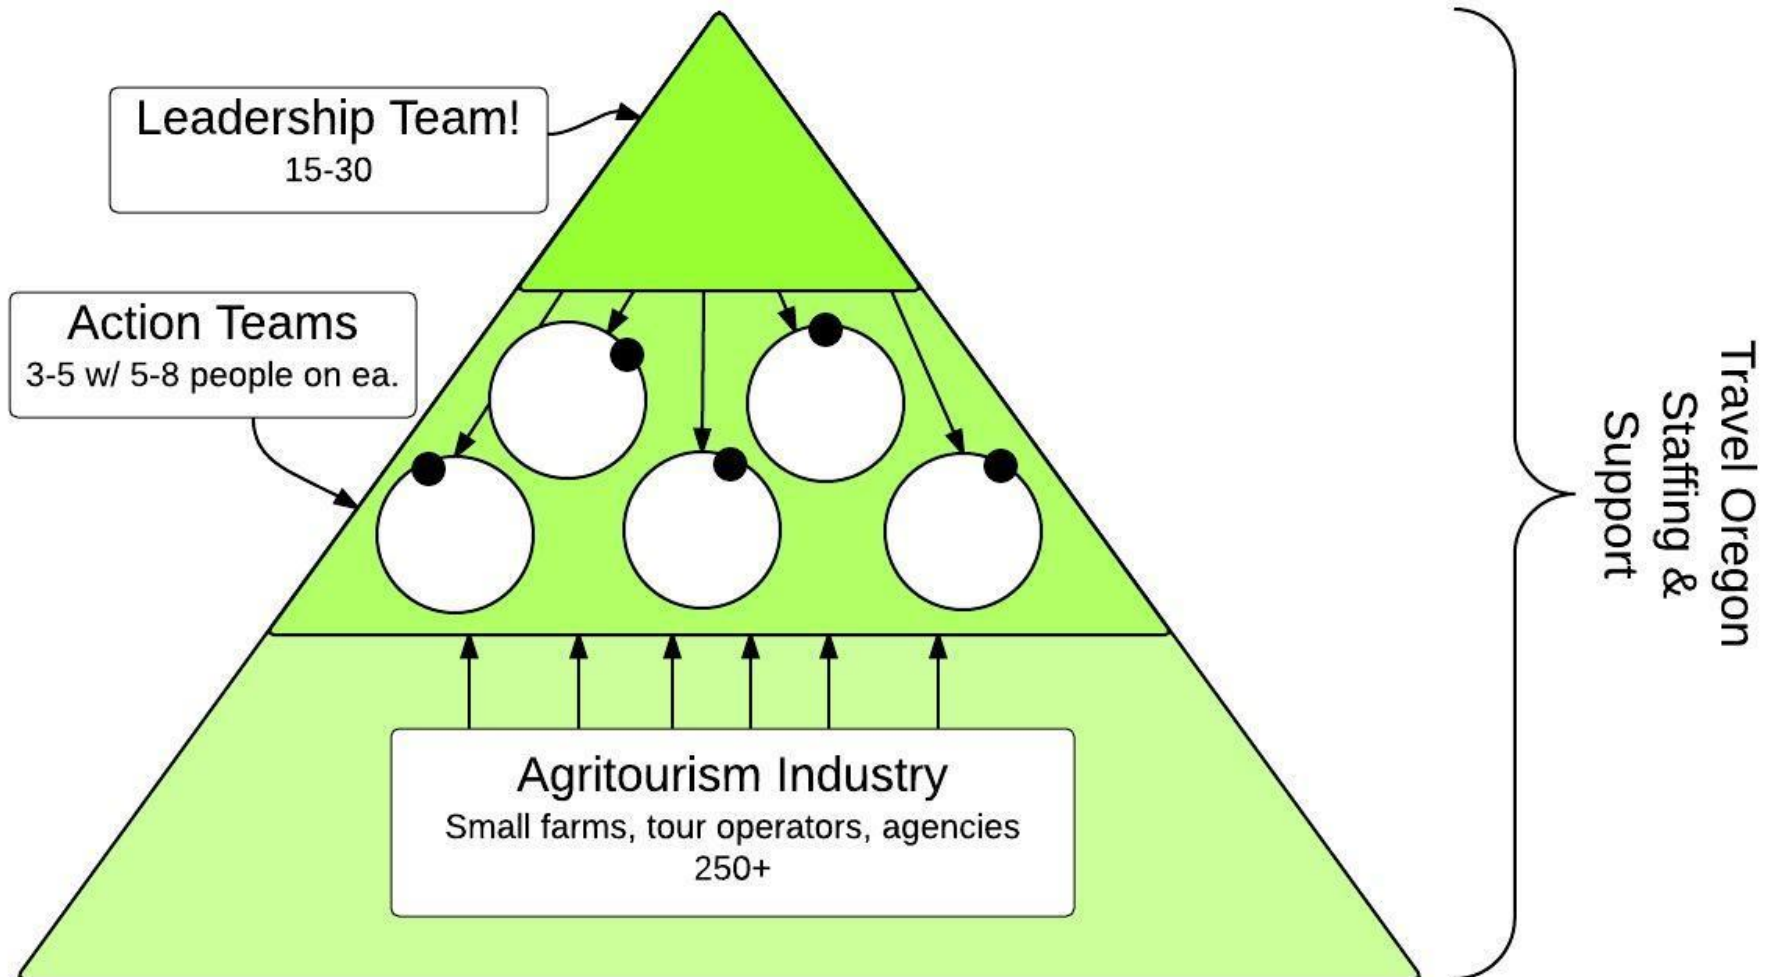 Leadership Team!
15-30
Action Teams
3-5 w/ 5-8 people on ea.
Agritourism Industry
Small farms, tour operators, agencies
250+
Travel Oregon
Staffing &
Support